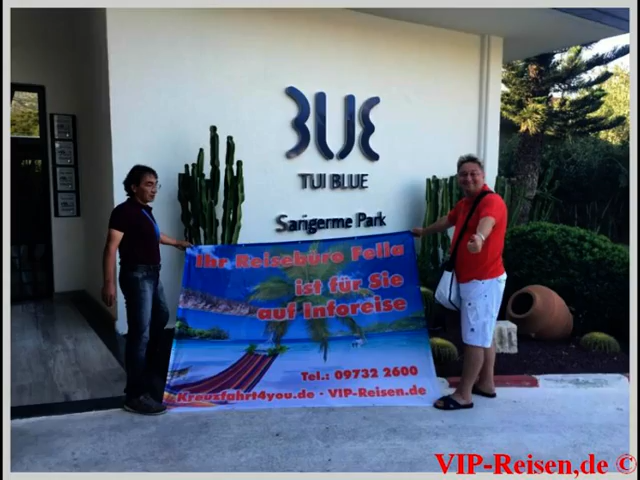 BLUE
TUI BLUE
Sarigerme Park
Ihr Reisebüro Fella
ist für Sie
auf Inforeise
Tel.: 09732 2600
Kreuzfahrt4you.de - VIP-Reisen.de
VIP-Reisen,de ©